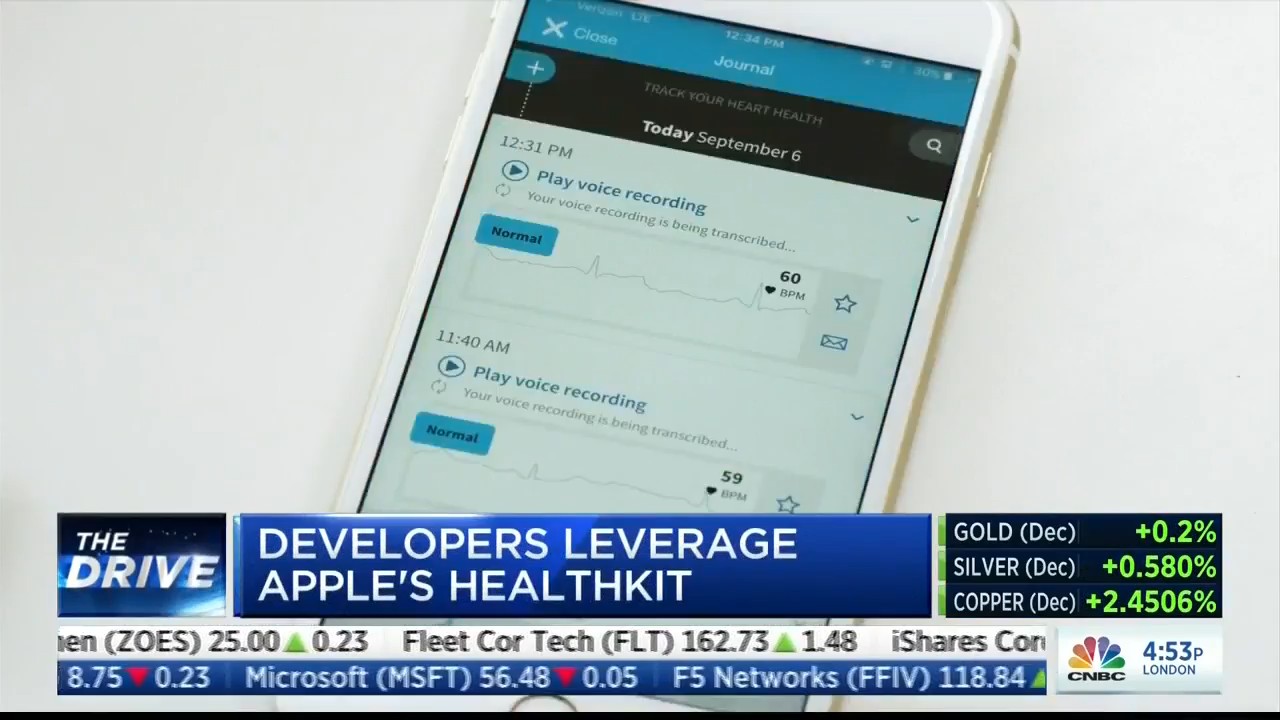 Verizon LTE
12:34 PM
30%
Close
Journal
TRACK YOUR HEART HEALTH
Today September 6
12:31 PM
Play voice recording
Your voice recording is being transcribed...
Normal
60
BPM
11:40 AM
Play voice recording
Your voice recording is being transcribed...
Normal
59
BPM
THE
DRIVE
DEVELOPERS LEVERAGE
APPLE'S HEALTHKIT
GOLD (Dec) +0.2%
SILVER (Dec) +0.580%
COPPER (Dec) +2.4506%
(ZOES) 25.00 0.23 Fleet Cor Tech (FLT) 162.73 1.48 iShares
8.75 0.23 Microsoft (MSFT) 56.48 0.05 F5 Networks (FFIV) 118.84
CNBC
4:53P
LONDON